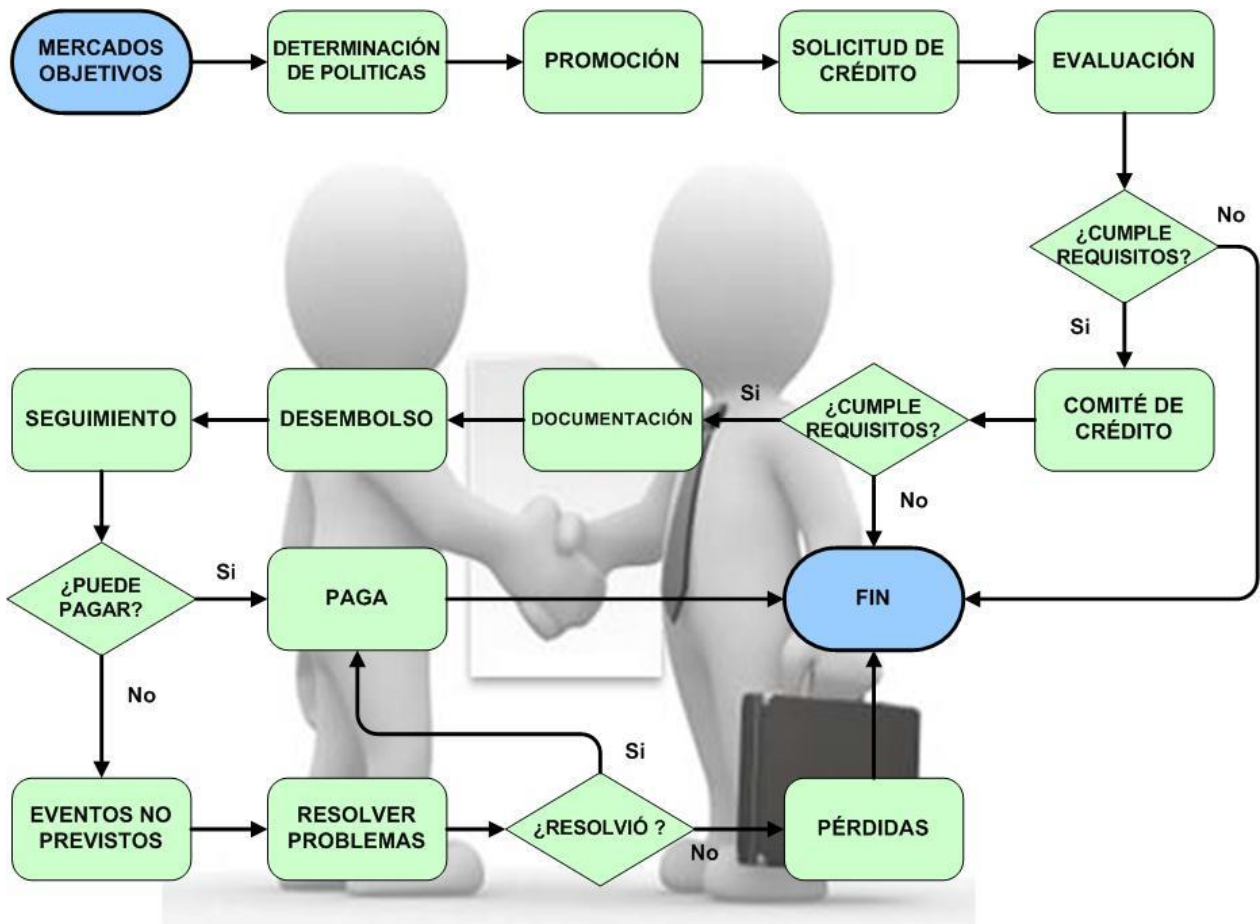 MERCADOS
OBJETIVOS
DETERMINACIÓN
DE POLITICAS
PROMOCIÓN
SOLICITUD DE
CRÉDITO
EVALUACIÓN
¿CUMPLE
REQUISITOS?
No
Si
COMITÉ DE
CRÉDITO
¿CUMPLE
REQUISITOS?
Si
No
DOCUMENTACIÓN
DESEMBOLSO
SEGUIMIENTO
¿PUEDE
PAGAR?
Si
No
PAGA
FIN
EVENTOS NO
PREVISTOS
RESOLVER
PROBLEMAS
¿RESOLVIÓ ?
Si
No
PÉRDIDAS